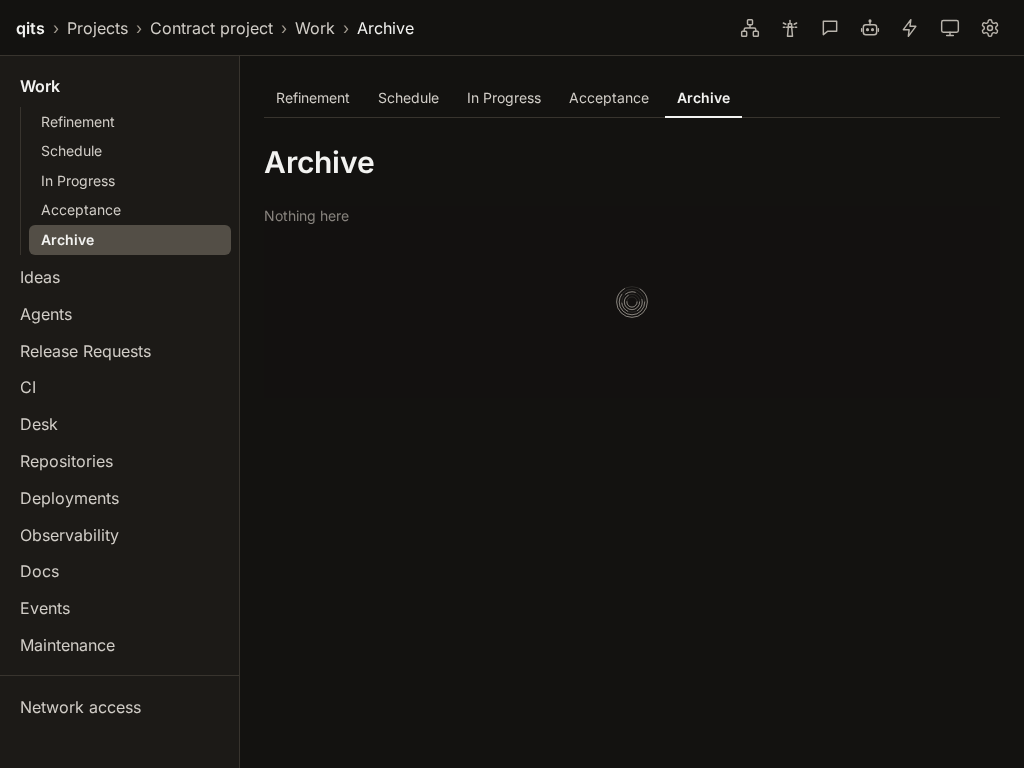 qits › Projects › Contract project › Work › Archive
Work
Refinement
Schedule
In Progress
Acceptance
Archive
Ideas
Agents
Release Requests
CI
Desk
Repositories
Deployments
Observability
Docs
Events
Maintenance
Network access
Refinement Schedule In Progress Acceptance Archive
Archive
Nothing here